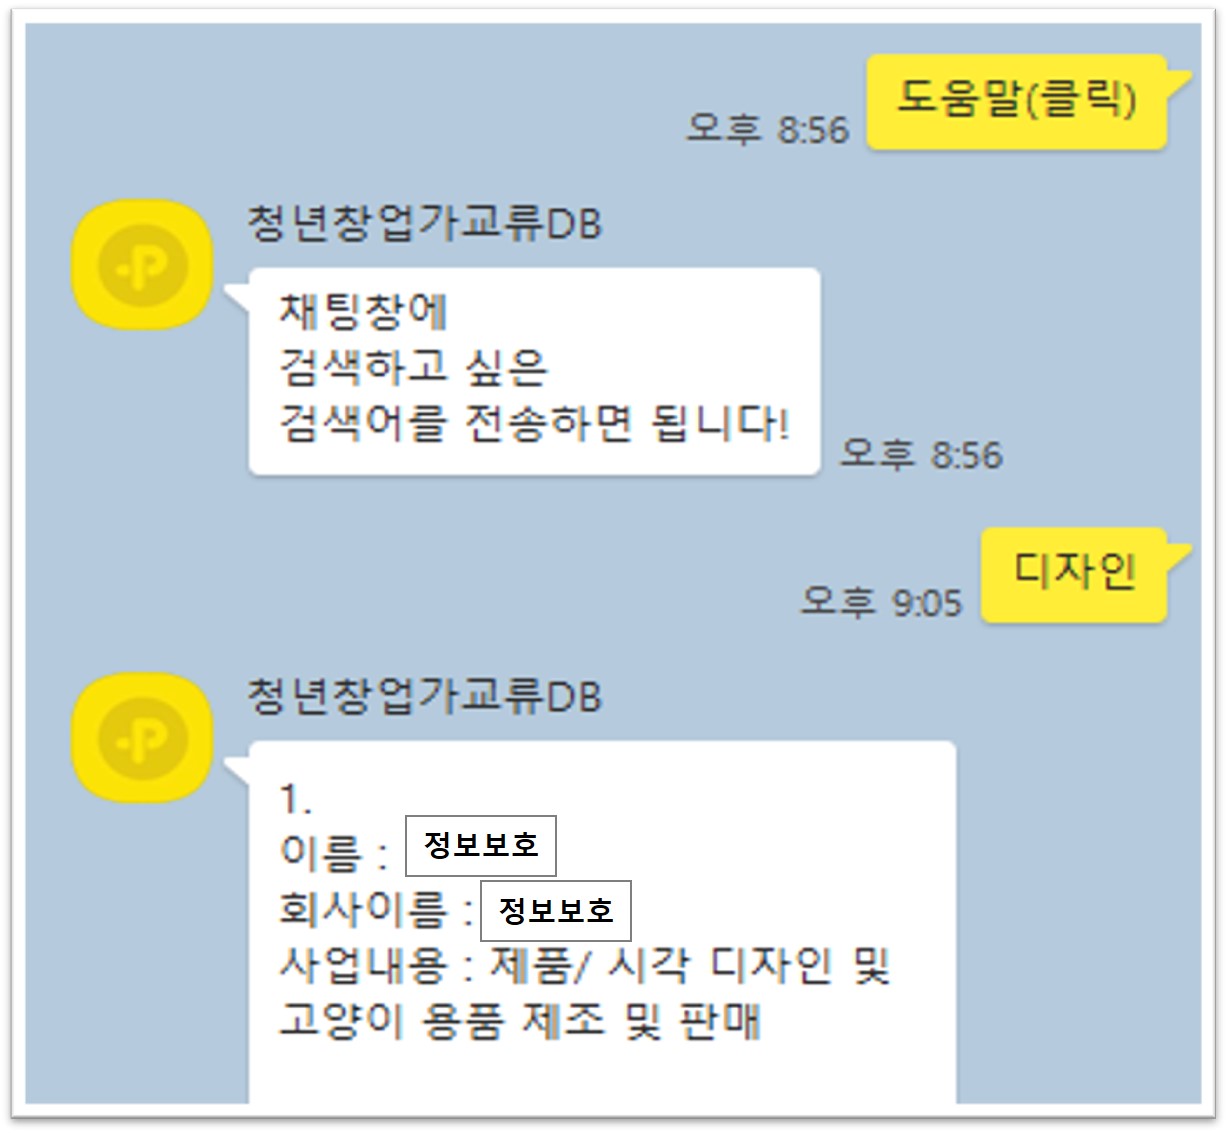 도움말(클릭)
오후 8:56
청년창업가교류DB
채팅창에
검색하고 싶은
검색어를 전송하면 됩니다!
오후 8:56
디자인
오후 9:05
청년창업가교류DB
1.
이름 : 정보보호
회사이름 : 정보보호
사업내용 : 제품/ 시각 디자인 및
고양이 용품 제조 및 판매